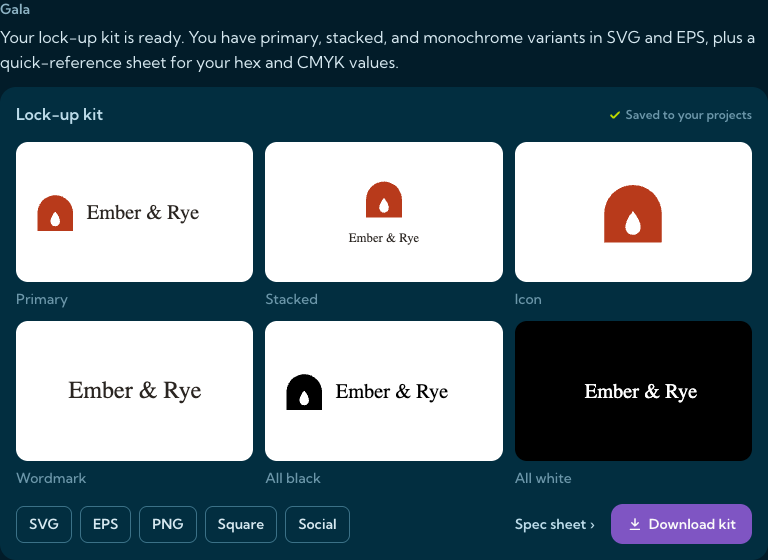 Gala
Your lock-up kit is ready. You have primary, stacked, and monochrome variants in SVG and EPS, plus a
quick-reference sheet for your hex and CMYK values.
Lock-up kit
Saved to your projects
Ember & Rye
Ember & Rye
Primary
Stacked
Icon
Ember & Rye
Ember & Rye
Ember & Rye
Wordmark
All black
All white
SVG
EPS
PNG
Square
Social
Spec sheet ›
Download kit